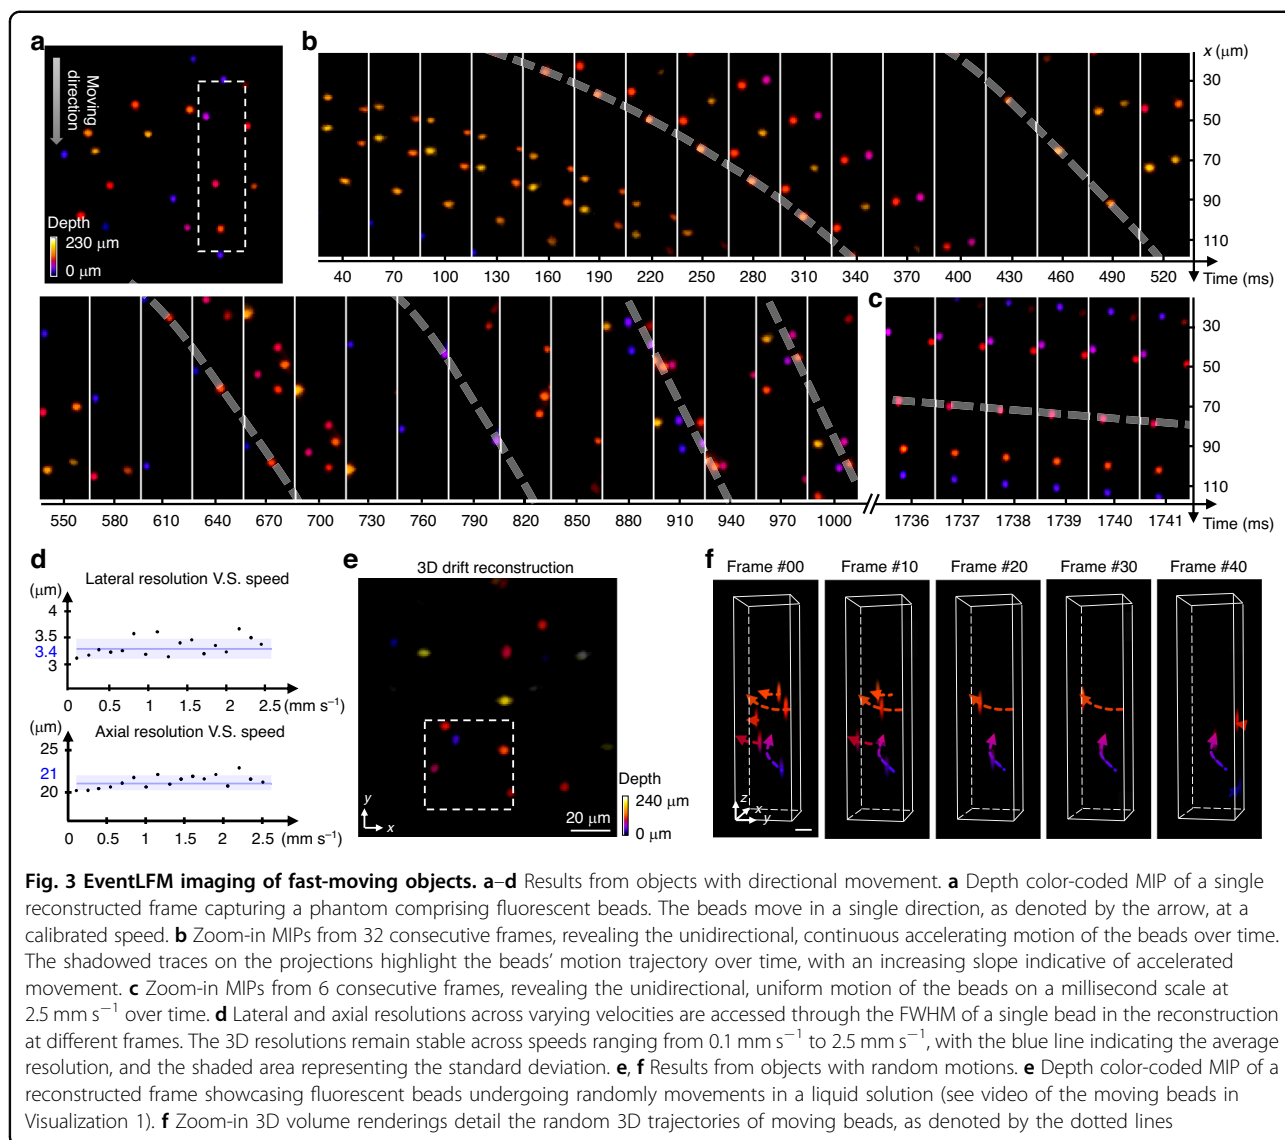 a
Moving
direction
Depth
230 μm
0 μm
b
x (μm)
30
50
70
90
110
40 70 100 130 160 190 220 250 280 310 340 370 400 430 460 490 520 Time (ms)
c
30
50
70
90
110
550 580 610 640 670 700 730 760 790 820 850 880 910 940 970 1000
1736 1737 1738 1739 1740 1741 Time (ms)
d
Lateral resolution V.S. speed
(μm)
4
3.5
3.4
3
0 0.5 1 1.5 2 2.5 (mm s⁻¹)
Axial resolution V.S. speed
(μm)
25
21
20
0 0.5 1 1.5 2 2.5 (mm s⁻¹)
e
3D drift reconstruction
y
x
20 μm
Depth
240 μm
0 μm
f
Frame #00 Frame #10 Frame #20 Frame #30 Frame #40
z
x
y
Fig. 3 EventLFM imaging of fast-moving objects. a–d Results from objects with directional movement. a Depth color-coded MIP of a single
reconstructed frame capturing a phantom comprising fluorescent beads. The beads move in a single direction, as denoted by the arrow, at a
calibrated speed. b Zoom-in MIPs from 32 consecutive frames, revealing the unidirectional, continuous accelerating motion of the beads over time.
The shadowed traces on the projections highlight the beads' motion trajectory over time, with an increasing slope indicative of accelerated
movement. c Zoom-in MIPs from 6 consecutive frames, revealing the unidirectional, uniform motion of the beads on a millisecond scale at
2.5 mm s⁻¹ over time. d Lateral and axial resolutions across varying velocities are accessed through the FWHM of a single bead in the reconstruction
at different frames. The 3D resolutions remain stable across speeds ranging from 0.1 mm s⁻¹ to 2.5 mm s⁻¹, with the blue line indicating the average
resolution, and the shaded area representing the standard deviation. e, f Results from objects with random motions. e Depth color-coded MIP of a
reconstructed frame showcasing fluorescent beads undergoing randomly movements in a liquid solution (see video of the moving beads in
Visualization 1). f Zoom-in 3D volume renderings detail the random 3D trajectories of moving beads, as denoted by the dotted lines